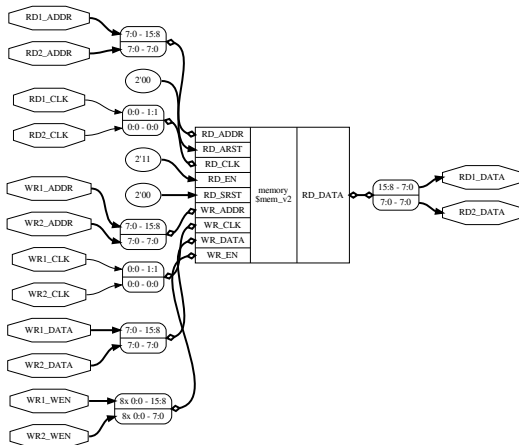 RD1_ADDR
7:0 - 15:8
7:0 - 7:0
RD2_ADDR
2'00
RD1_CLK
0:0 - 1:1
0:0 - 0:0
RD2_CLK
2'11
2'00
WR1_ADDR
7:0 - 15:8
7:0 - 7:0
WR2_ADDR
WR1_CLK
0:0 - 1:1
0:0 - 0:0
WR2_CLK
WR1_DATA
7:0 - 15:8
7:0 - 7:0
WR2_DATA
WR1_WEN
8x 0:0 - 15:8
8x 0:0 - 7:0
WR2_WEN
RD_ADDR
RD_ARST
RD_CLK
RD_EN
RD_SRST
WR_ADDR
WR_CLK
WR_DATA
WR_EN
memory
$mem_v2
RD_DATA
15:8 - 7:0
7:0 - 7:0
RD1_DATA
RD2_DATA